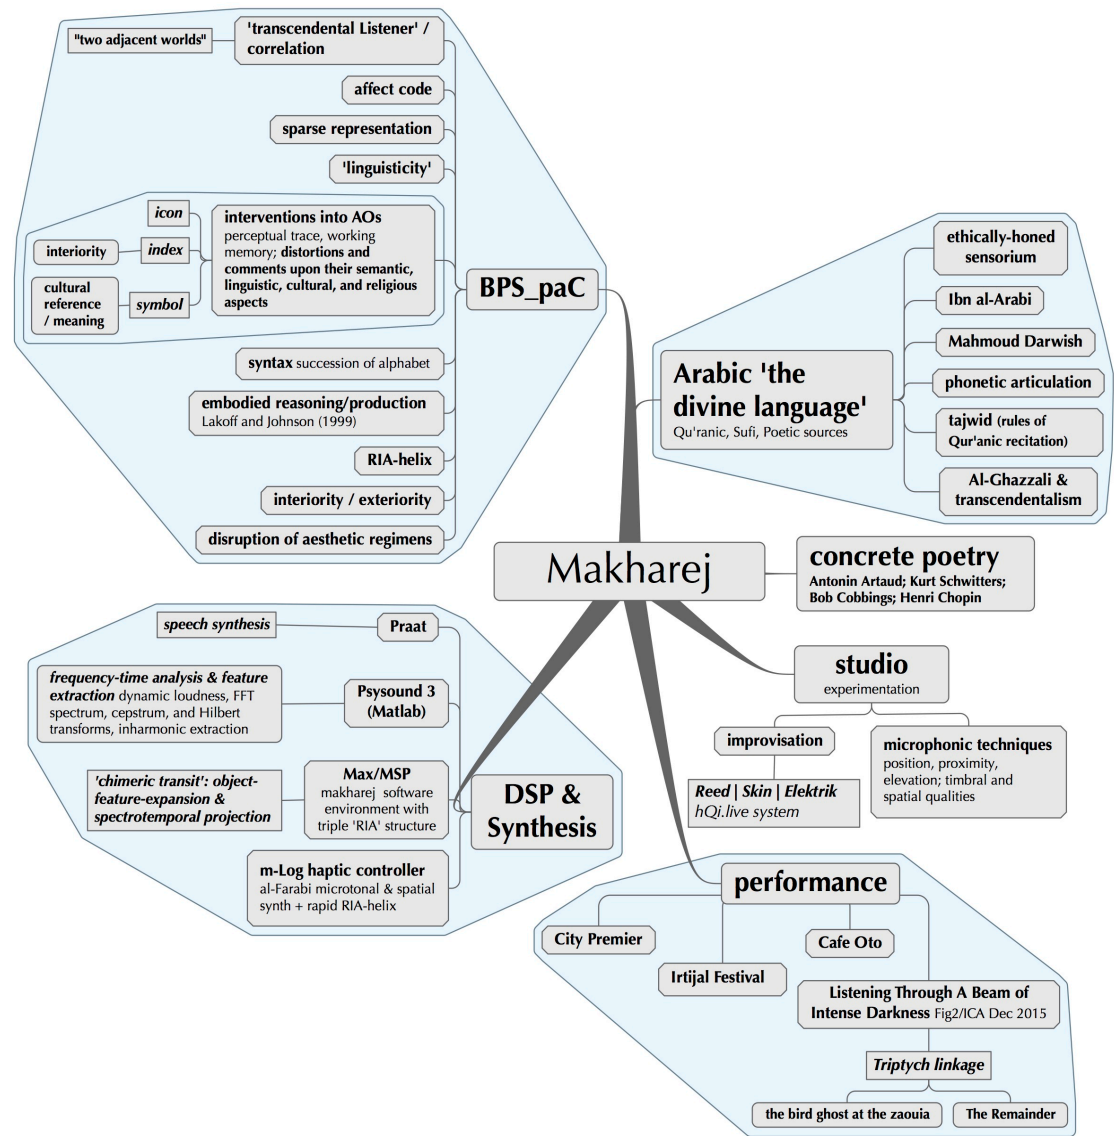 "two adjacent worlds"
'transcendental Listener' /
correlation
affect code
sparse representation
'linguisticity'
icon
index
symbol
interiority
cultural
reference
/ meaning
interventions into AOs
perceptual trace, working
memory; distortions and
comments upon their semantic,
linguistic, cultural, and religious
aspects
BPS_paC
syntax succession of alphabet
embodied reasoning/production
Lakoff and Johnson (1999)
RIA-helix
interiority / exteriority
disruption of aesthetic regimens
Arabic 'the
divine language'
Qu'ranic, Sufi, Poetic sources
ethically-honed
sensorium
Ibn al-Arabi
Mahmoud Darwish
phonetic articulation
tajwid (rules of
Qur'anic recitation)
Al-Ghazzali &
transcendentalism
Makharej
concrete poetry
Antonin Artaud; Kurt Schwitters;
Bob Cobbings; Henri Chopin
speech synthesis
Praat
frequency-time analysis & feature
extraction dynamic loudness, FFT
spectrum, cepstrum, and Hilbert
transforms, inharmonic extraction
Psysound 3
(Matlab)
'chimeric transit': object-
feature-expansion &
spectrotemporal projection
Max/MSP
makharej software
environment with
triple 'RIA' structure
m-Log haptic controller
al-Farabi microtonal & spatial
synth + rapid RIA-helix
DSP &
Synthesis
studio
experimentation
improvisation
Reed | Skin | Elektrik
hQi.live system
microphonic techniques
position, proximity,
elevation; timbral and
spatial qualities
performance
City Premier
Irtijal Festival
Cafe Oto
Listening Through A Beam of
Intense Darkness Fig2/ICA Dec 2015
Triptych linkage
the bird ghost at the zaouia
The Remainder